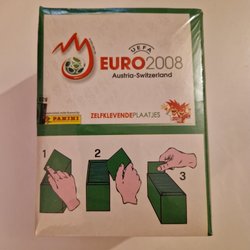 UEFA
EURO2008
Austria-Switzerland
PANINI
ZELFKLEVENDE PLAATJES
1
2
3